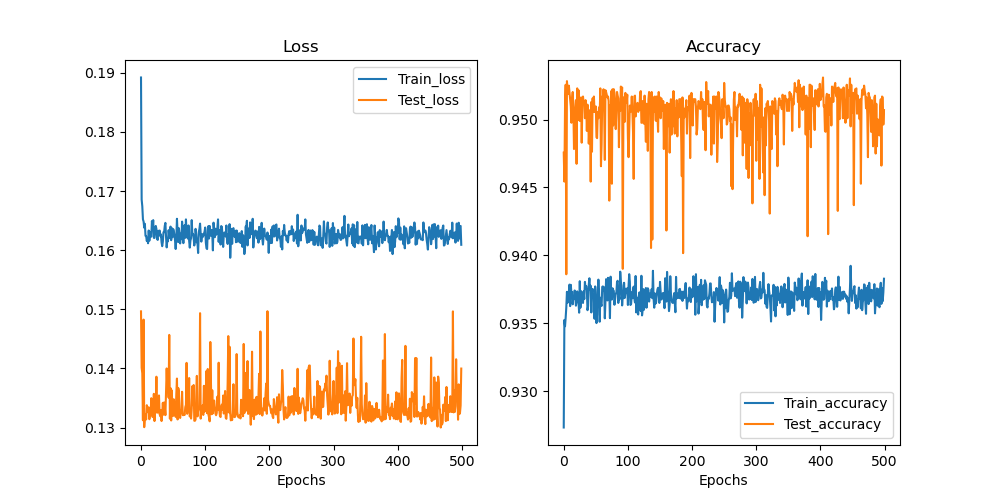 Loss
0.19
0.18
0.17
0.16
0.15
0.14
0.13
Train_loss
Test_loss
0 100 200 300 400 500
Epochs
Accuracy
0.950
0.945
0.940
0.935
0.930
Train_accuracy
Test_accuracy
0 100 200 300 400 500
Epochs